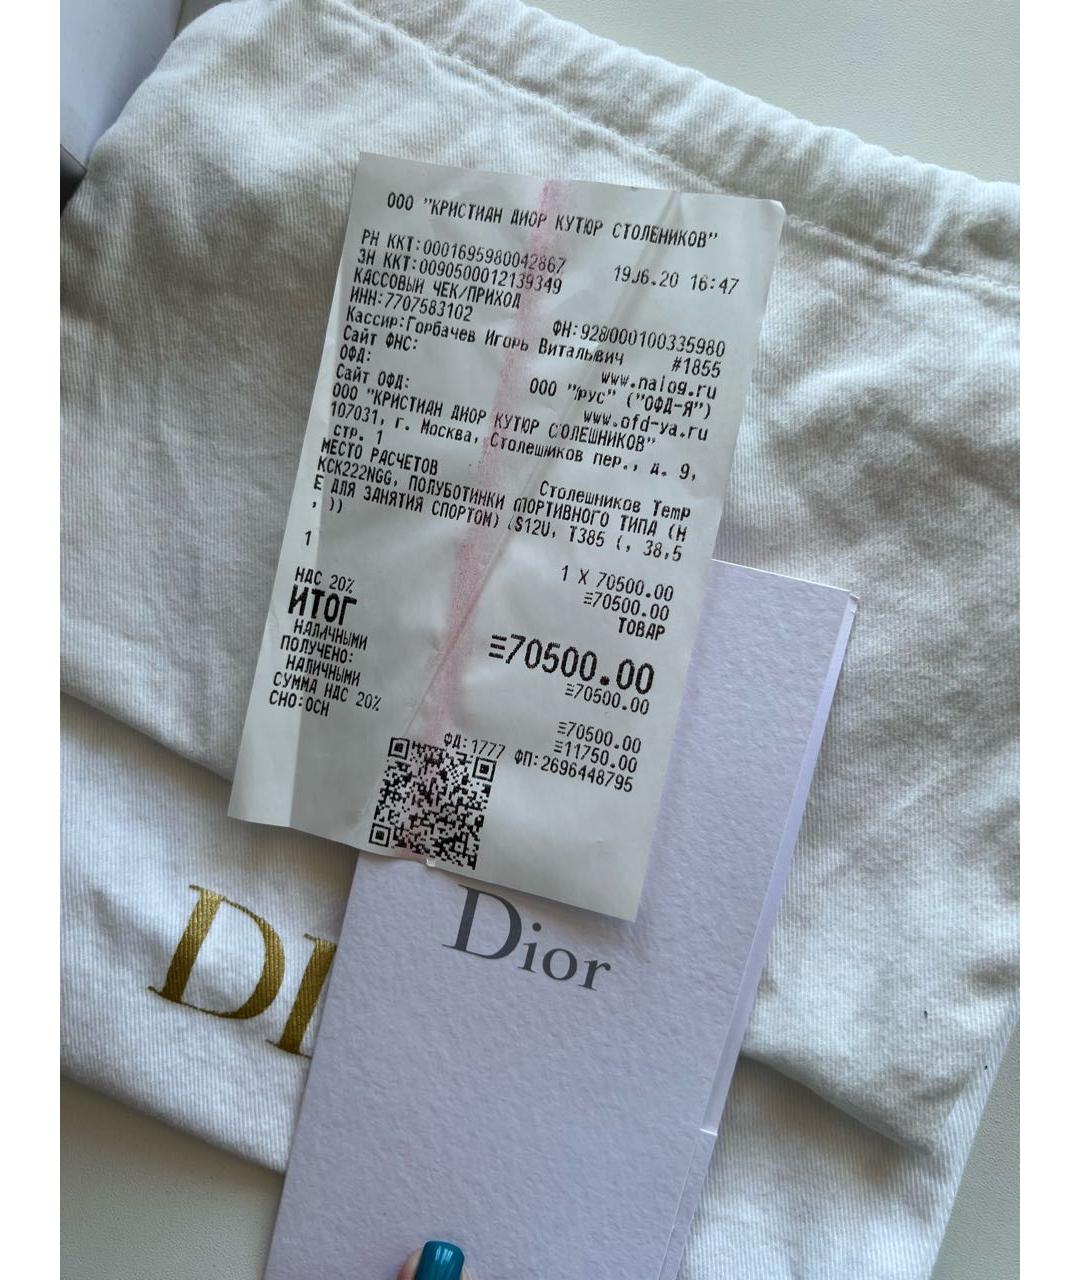 ООО "КРИСТИАН ДИОР КУТЮР СТОЛЕНИКОВ"
РН ККТ:0001695980042867 19.06.20 16:47
ЗН ККТ:0090500012139349
КАССОВЫЙ ЧЕК/ПРИХОД
ИНН:7707583102 ФН:9280000100335980
Кассир:Горбачев Игорь Витальевич #1855
Сайт ФНС: www.nalog.ru
ОФД: ООО "рус" ("ОФД-Я")
Сайт ОФД: www.ofd-ya.ru
ООО "КРИСТИАН ДИОР КУТЮР СТОЛЕШНИКОВ"
107031, г. Москва, Столешников пер., д. 9,
стр. 1
МЕСТО РАСЧЕТОВ Столешников Temp
KCK222NGG, ПОЛУБОТИНКИ СПОРТИВНОГО ТИПА (Н
Е ДЛЯ ЗАНЯТИЯ СПОРТОМ) (S12U, T385 (, 38,5
, ))
1 1 X 70500.00
≡70500.00
НДС 20% ТОВАР
ИТОГ ≡70500.00
НАЛИЧНЫМИ ≡70500.00
ПОЛУЧЕНО:
НАЛИЧНЫМИ ≡70500.00
СУММА НДС 20% ≡11750.00
СНО:ОСН ФД:1777 ФП:2696448795
Dior
DI